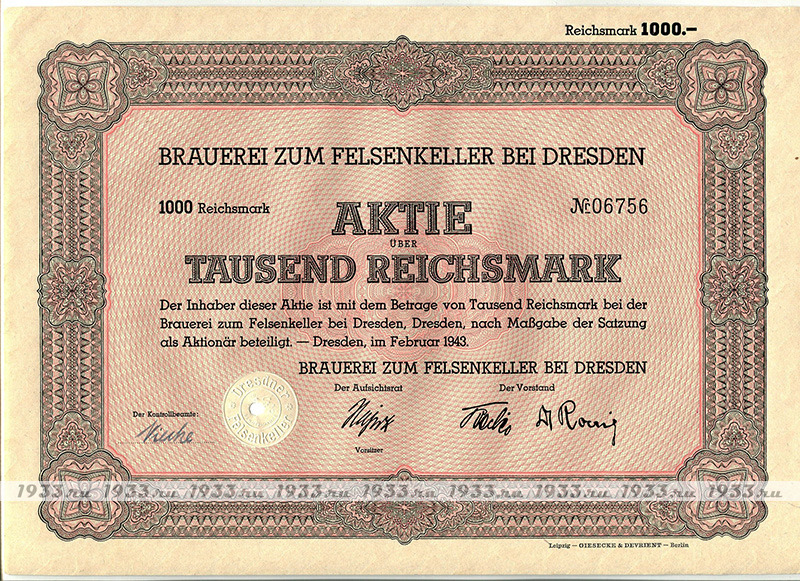 Reichsmark 1000.–
BRAUEREI ZUM FELSENKELLER BEI DRESDEN
1000 Reichsmark
AKTIE
№ 06756
ÜBER
TAUSEND REICHSMARK
Der Inhaber dieser Aktie ist mit dem Betrage von Tausend Reichsmark bei der
Brauerei zum Felsenkeller bei Dresden, Dresden, nach Maßgabe der Satzung
als Aktionär beteiligt. — Dresden, im Februar 1943.
BRAUEREI ZUM FELSENKELLER BEI DRESDEN
Der Aufsichtsrat
Der Vorstand
Dresdner Felsenkeller
Der Kontrollbeamte:
Vorsitzer
1933.ru 1933.ru 1933.ru 1933.ru 1933.ru 1933.ru 1933.ru 1933.ru 1933.ru
Leipzig — GIESECKE & DEVRIENT — Berlin